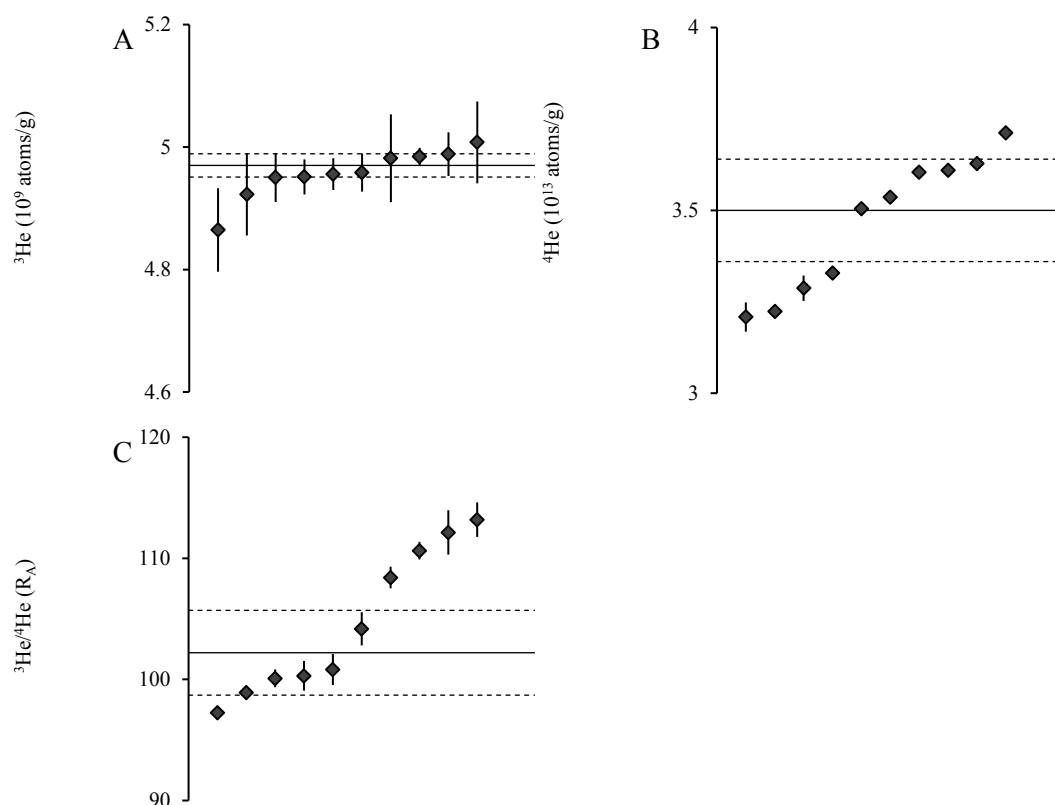 A
5.2
5
4.8
4.6
³He (10⁹ atoms/g)
B
4
3.5
3
⁴He (10¹³ atoms/g)
C
120
110
100
90
³He/⁴He (R_A)